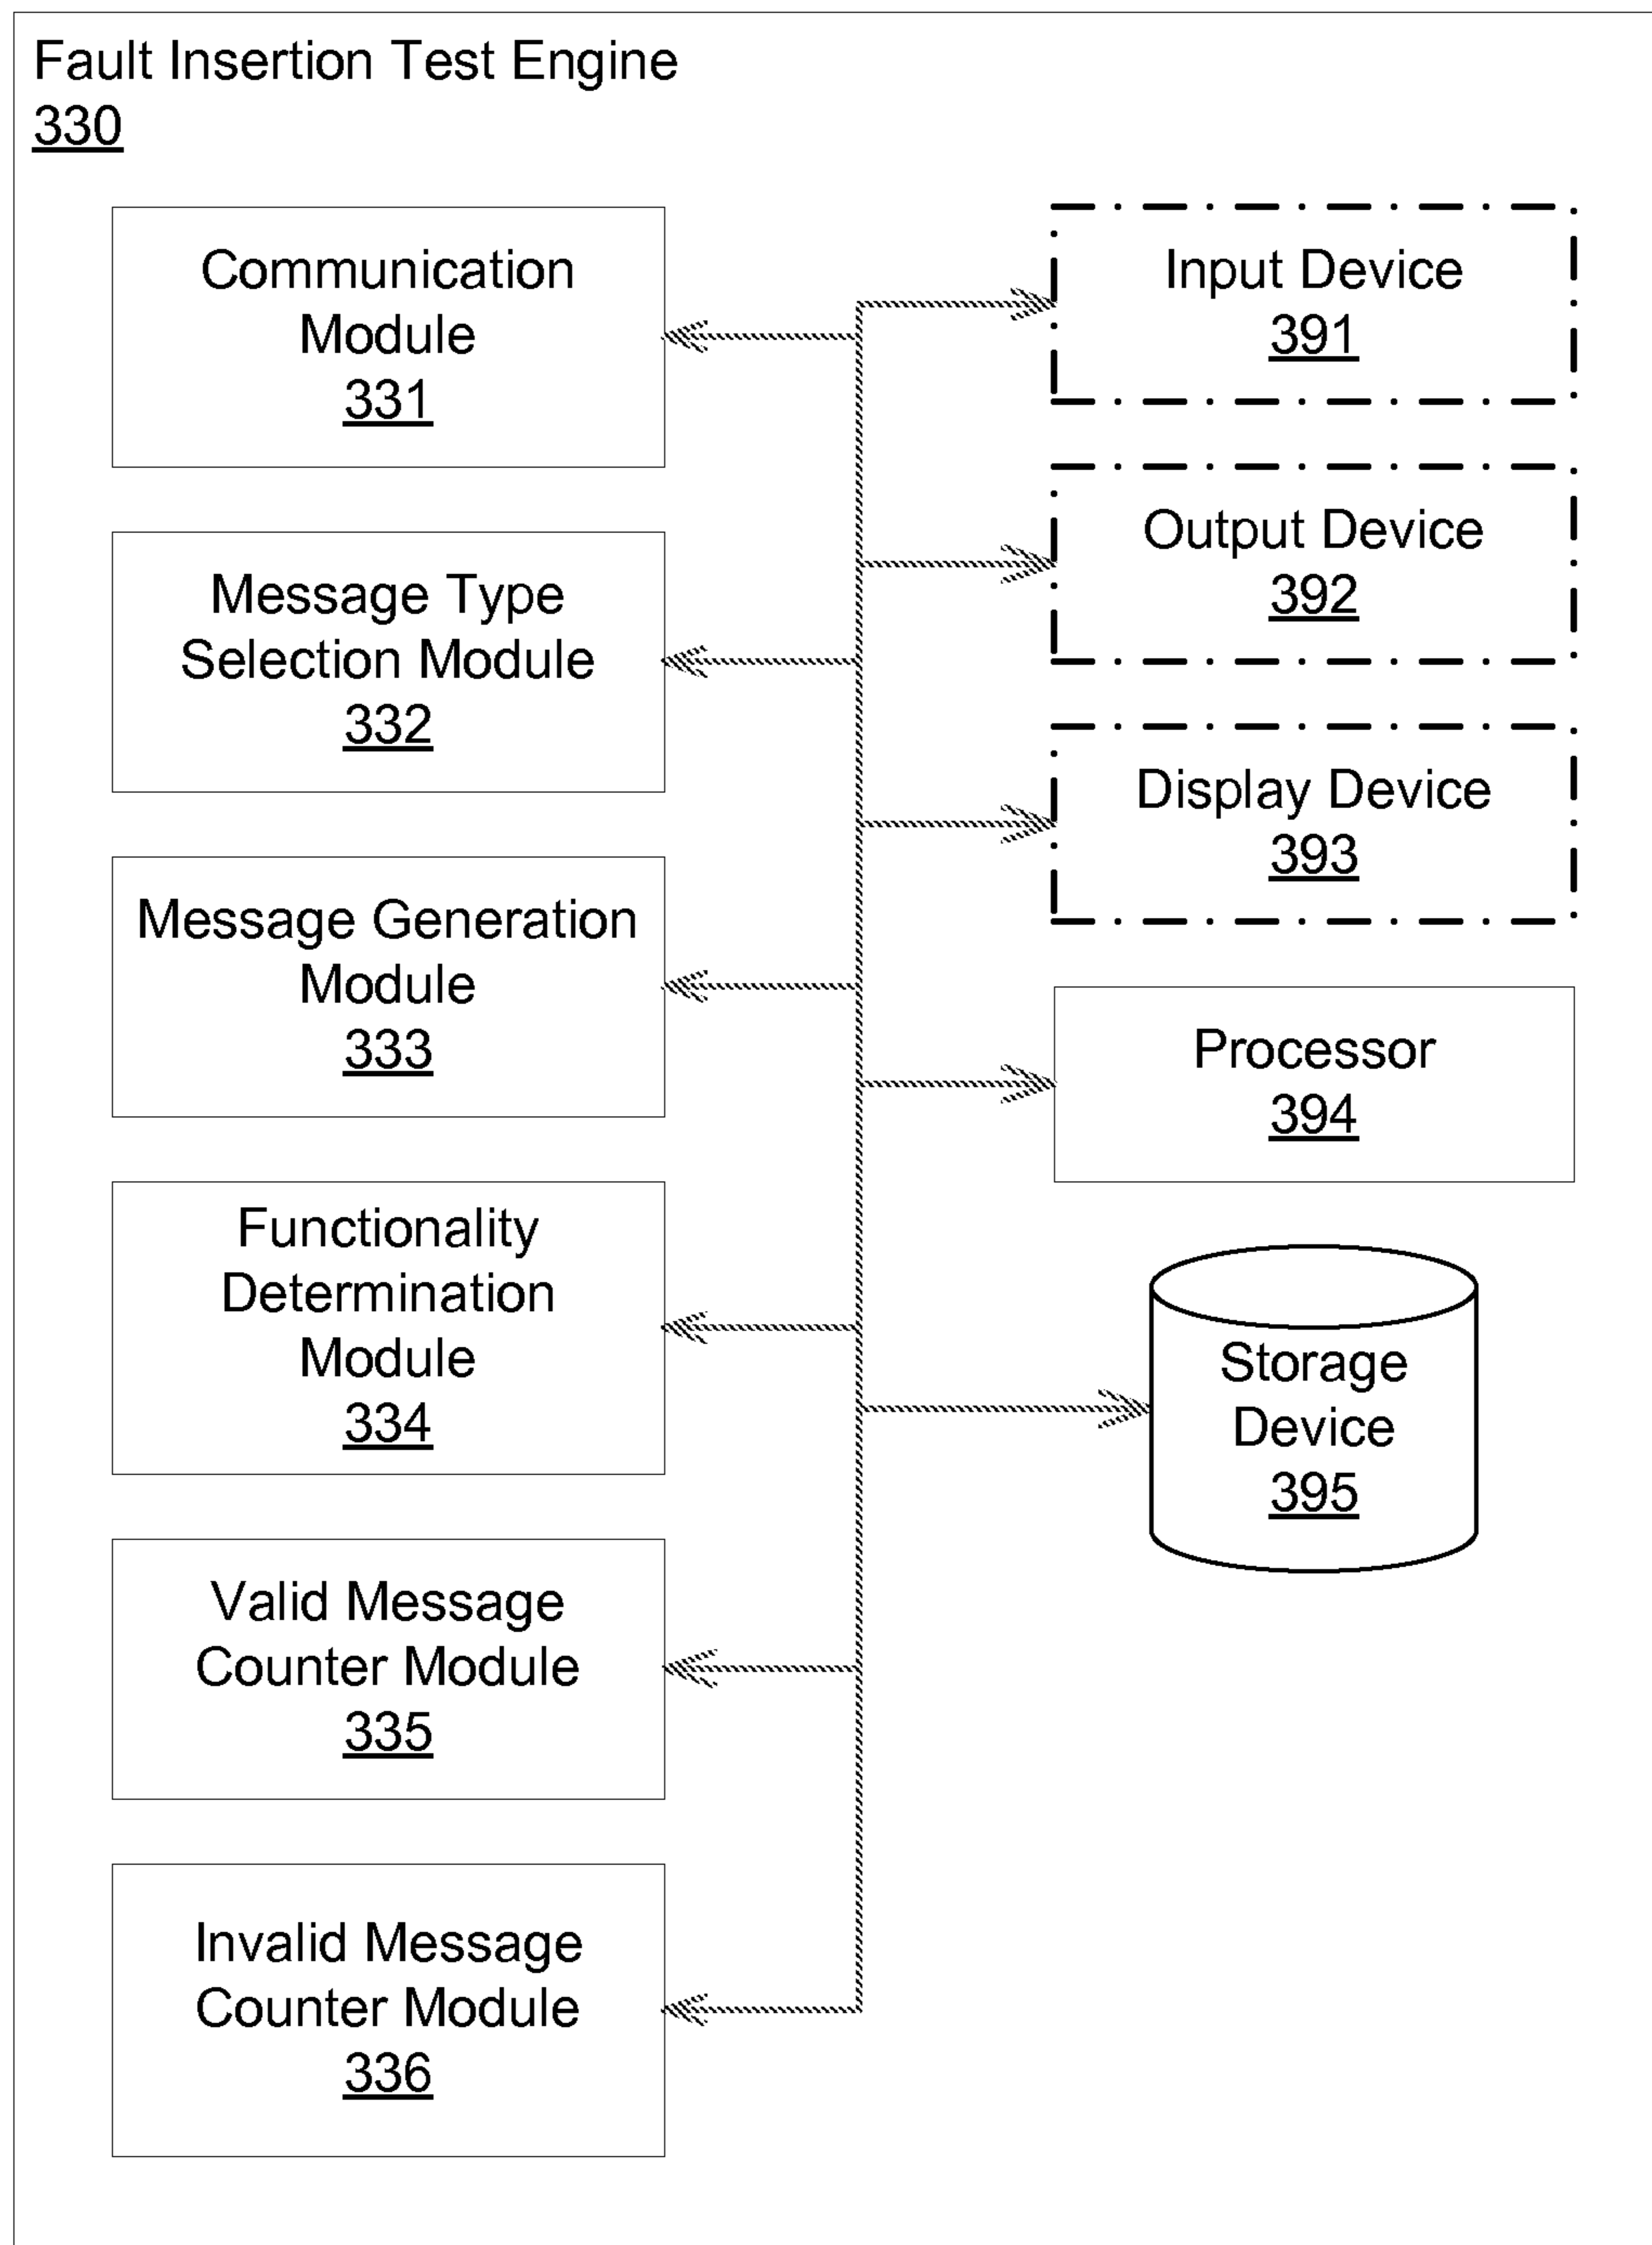 Fault Insertion Test Engine
330
Communication
Module
331
Message Type
Selection Module
332
Message Generation
Module
333
Functionality
Determination
Module
334
Valid Message
Counter Module
335
Invalid Message
Counter Module
336
Input Device
391
Output Device
392
Display Device
393
Processor
394
Storage
Device
395